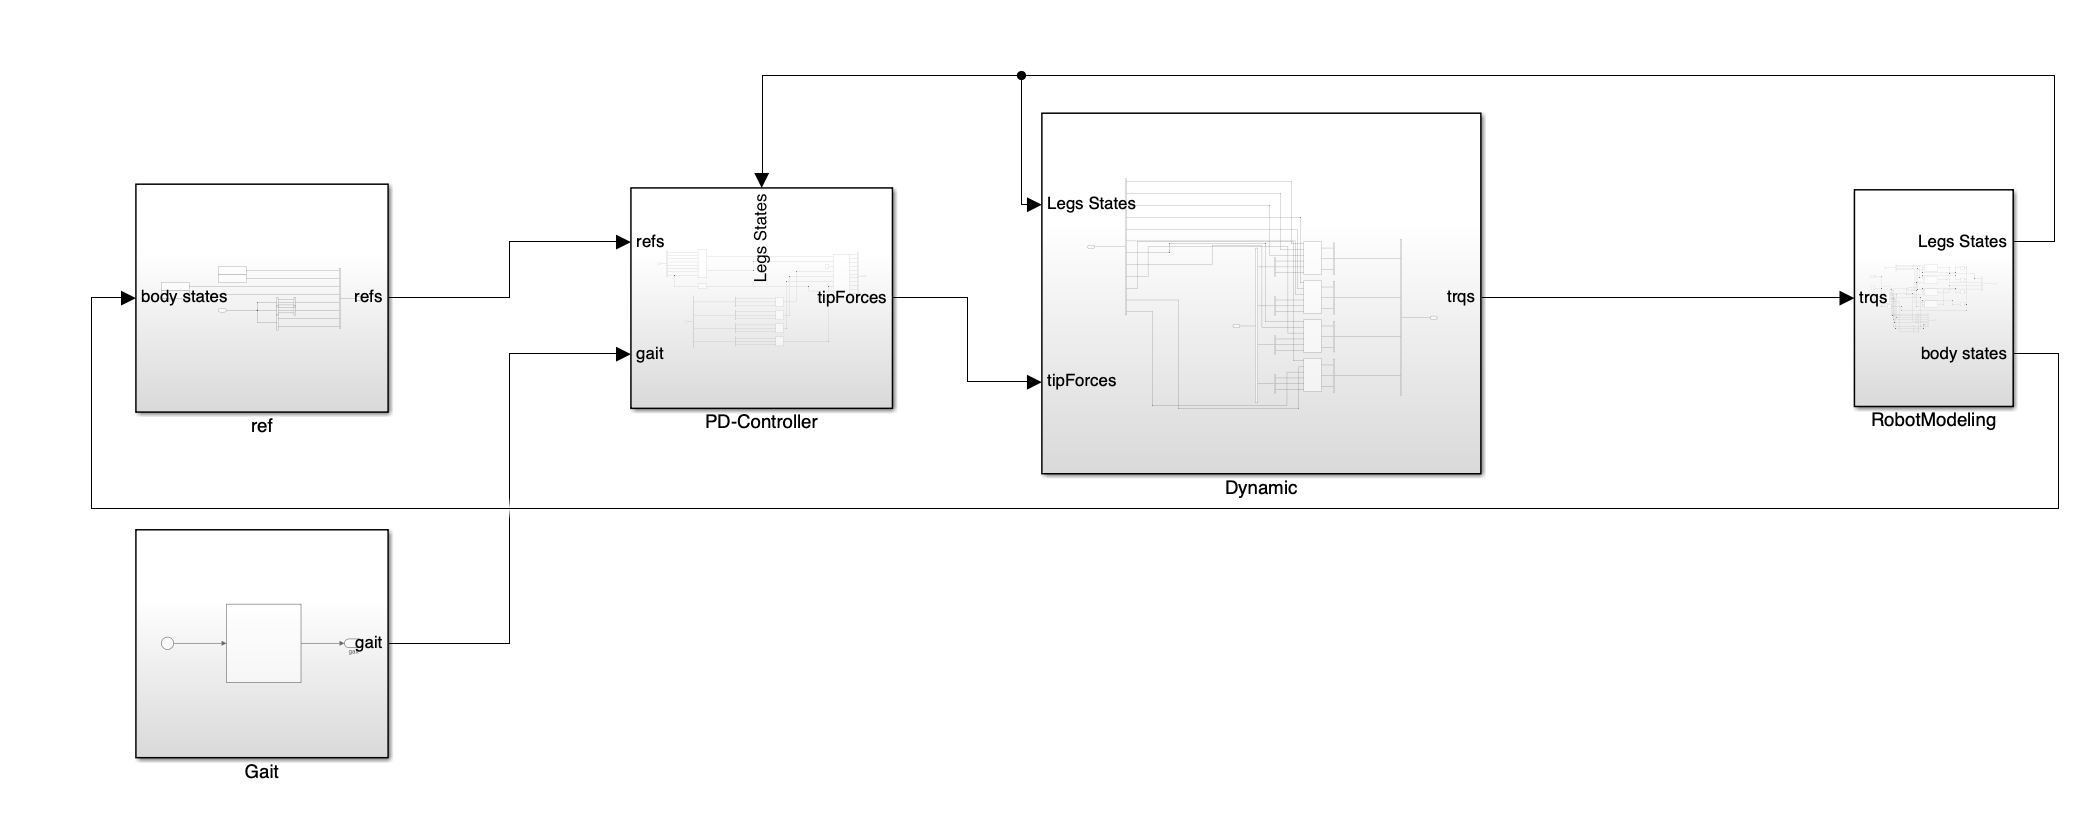 Legs States
refs
gait
tipForces
PD-Controller
body states
refs
ref
Legs States
tipForces
trqs
Dynamic
trqs
Legs States
body states
RobotModeling
gait
Gait